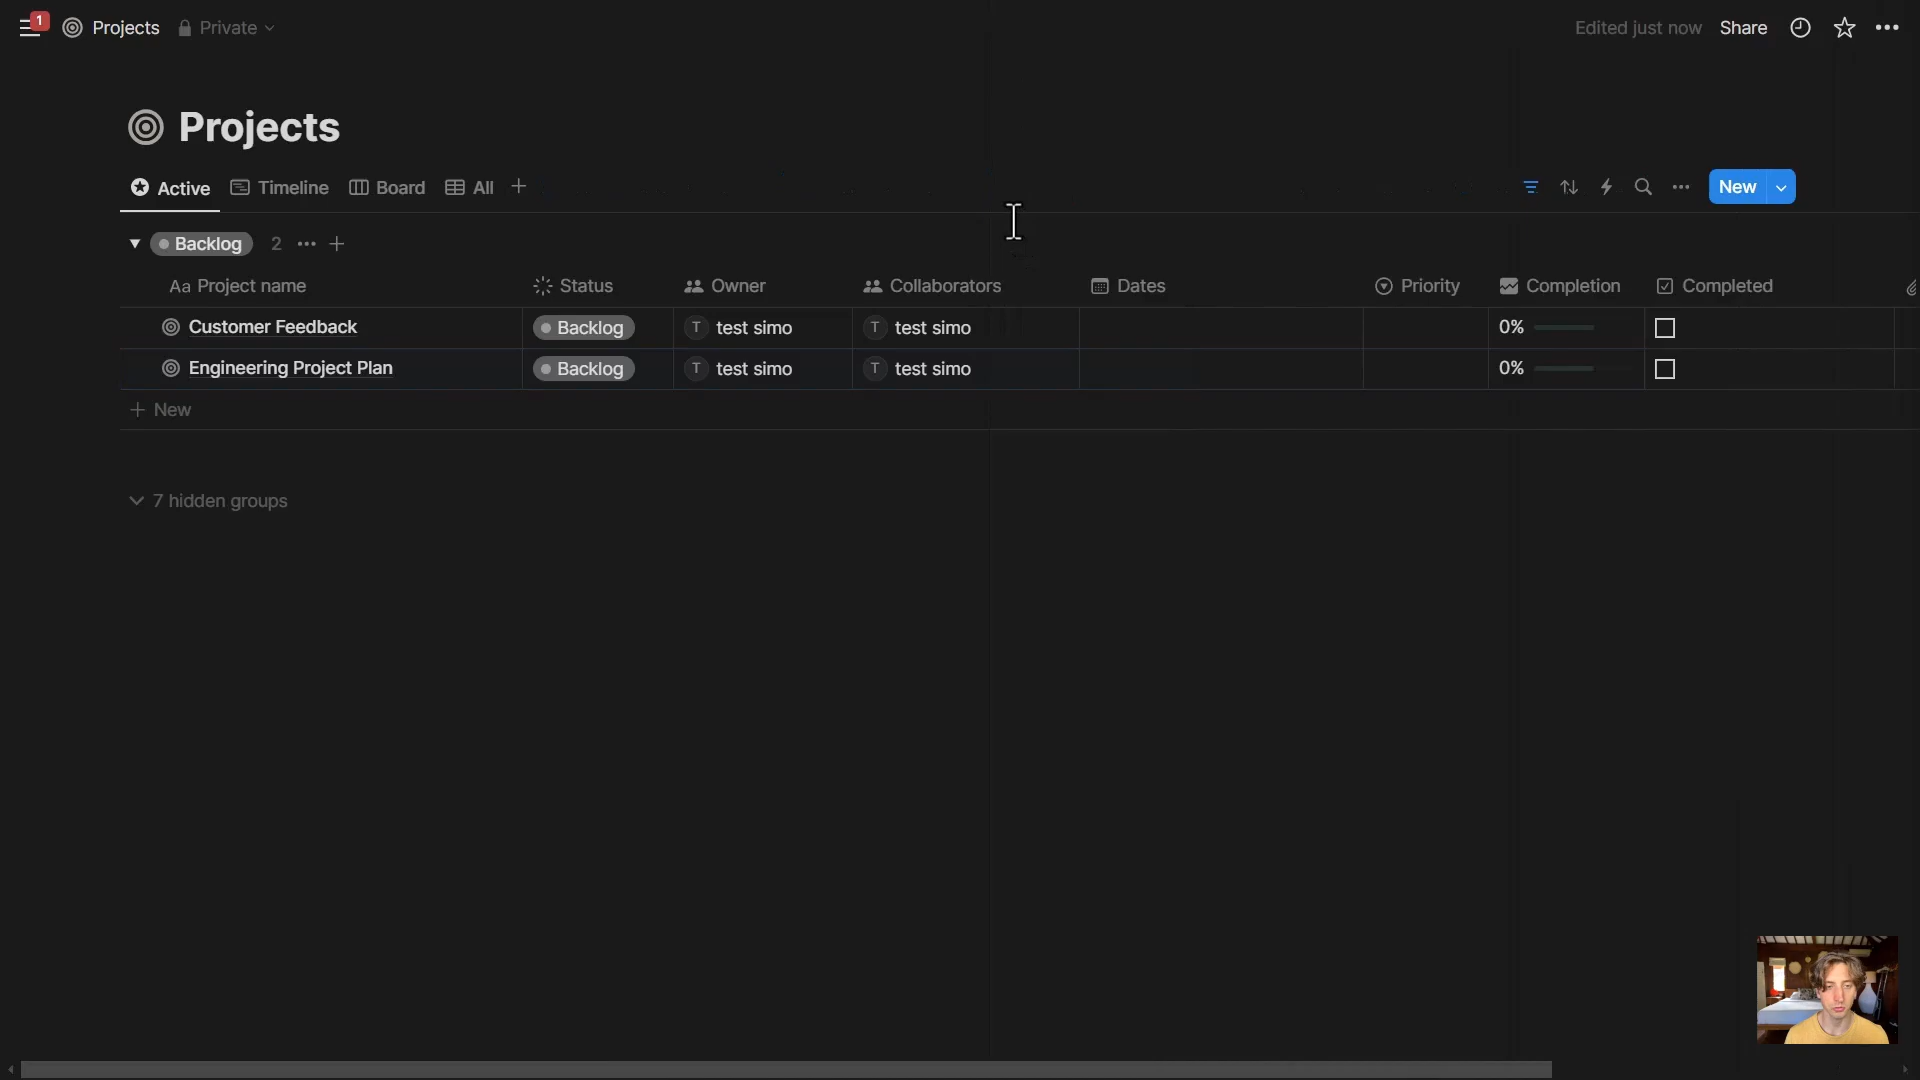 1
Projects
Private
Edited just now
Share
Projects
Active
Timeline
Board
All
New
Backlog
2
Aa Project name
Status
Owner
Collaborators
Dates
Priority
Completion
Completed
Customer Feedback
Backlog
T test simo
T test simo
0%
Engineering Project Plan
Backlog
T test simo
T test simo
0%
New
7 hidden groups